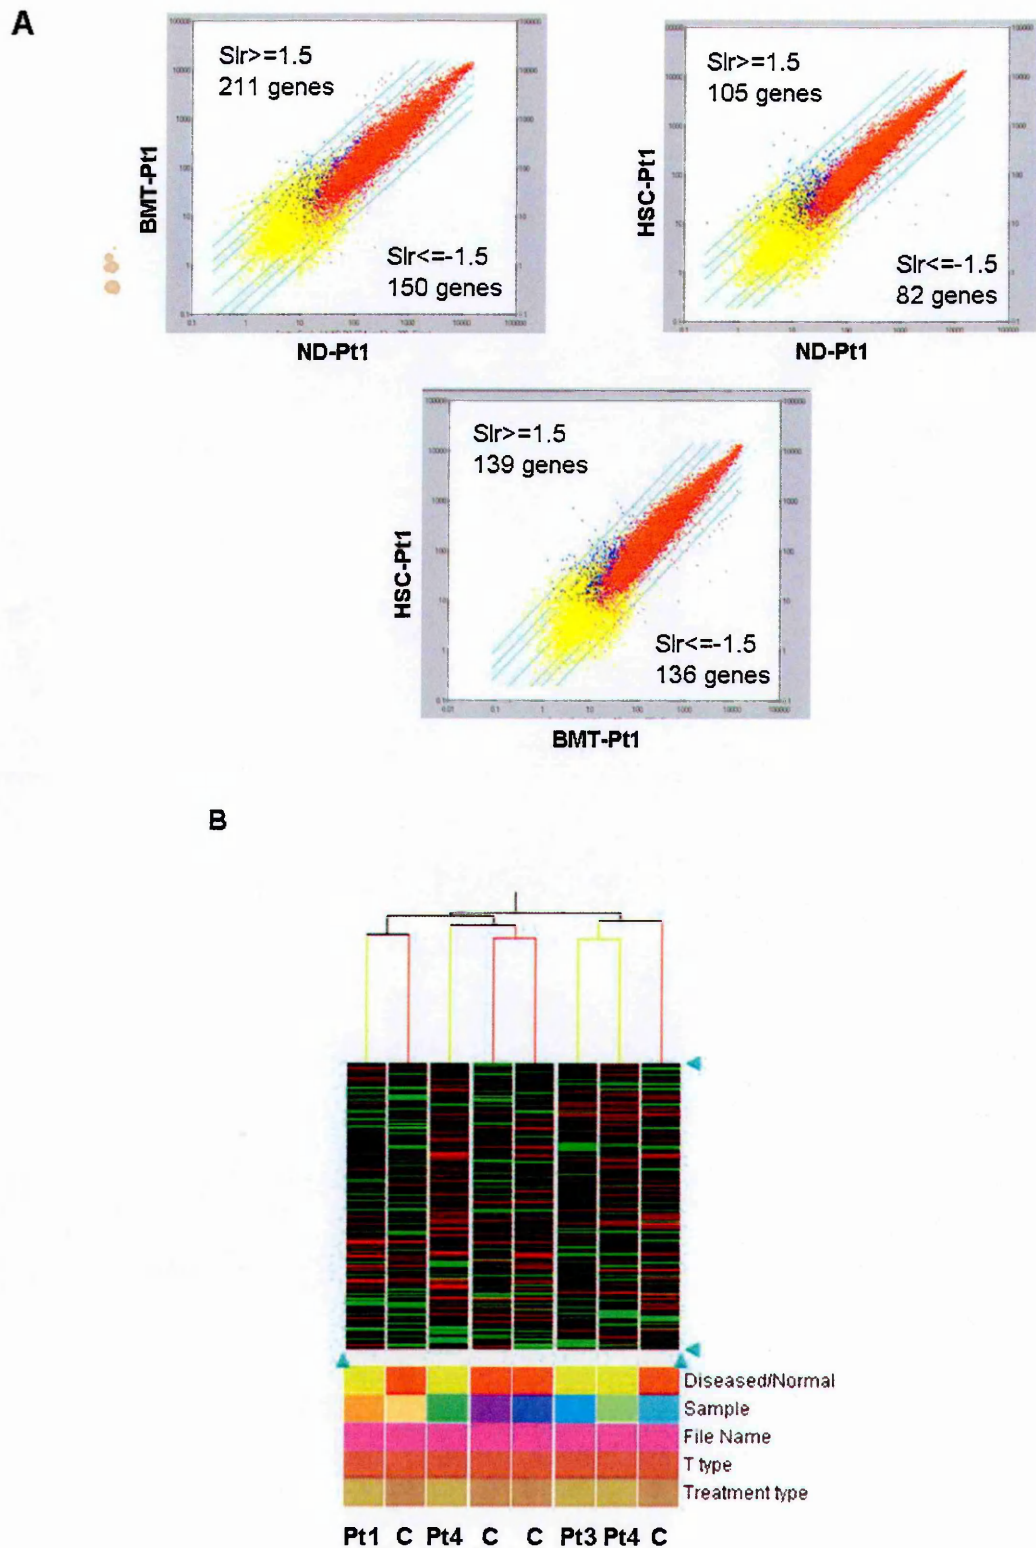 A
Slr>=1.5
211 genes
Slr<=-1.5
150 genes
BMT-Pt1
ND-Pt1
Slr>=1.5
105 genes
Slr<=-1.5
82 genes
HSC-Pt1
ND-Pt1
Slr>=1.5
139 genes
Slr<=-1.5
136 genes
HSC-Pt1
BMT-Pt1
B
Diseased/Normal
Sample
File Name
T type
Treatment type
Pt1 C Pt4 C C Pt3 Pt4 C